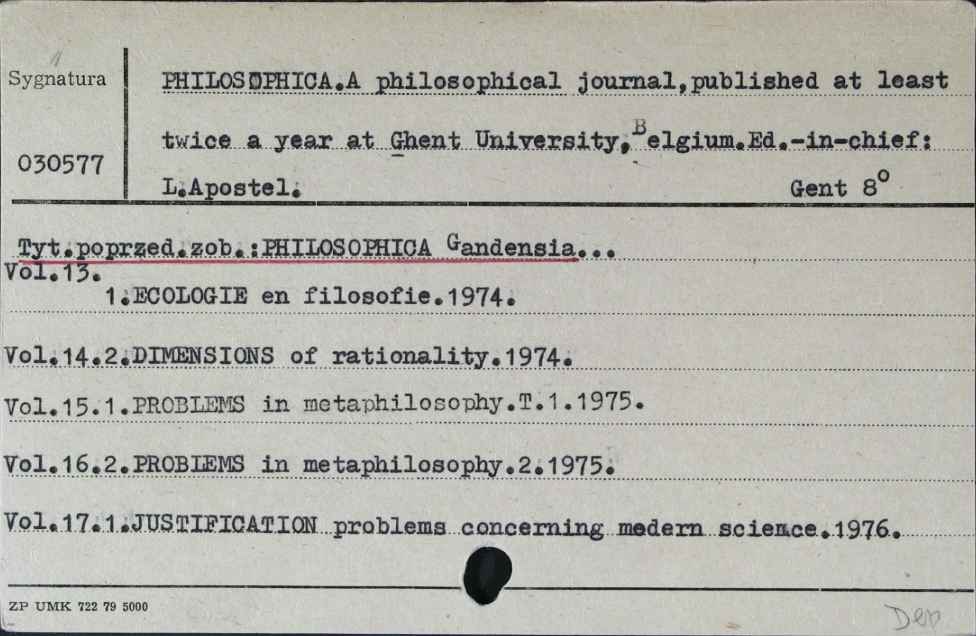 Sygnatura
030577
PHILOSOPHICA.A philosophical journal,published at least
twice a year at Ghent University,Belgium.Ed.-in-chief:
L.Apostel.
Gent 8º
Tyt.poprzed.zob.:PHILOSOPHICA Gandensia...
Vol.13.
1.ECOLOGIE en filosofie.1974.
Vol.14.2.DIMENSIONS of rationality.1974.
Vol.15.1.PROBLEMS in metaphilosophy.T.1.1975.
Vol.16.2.PROBLEMS in metaphilosophy.2.1975.
Vol.17.1.JUSTIFICATION problems concerning modern science.1976.
ZP UMK 722 79 5000